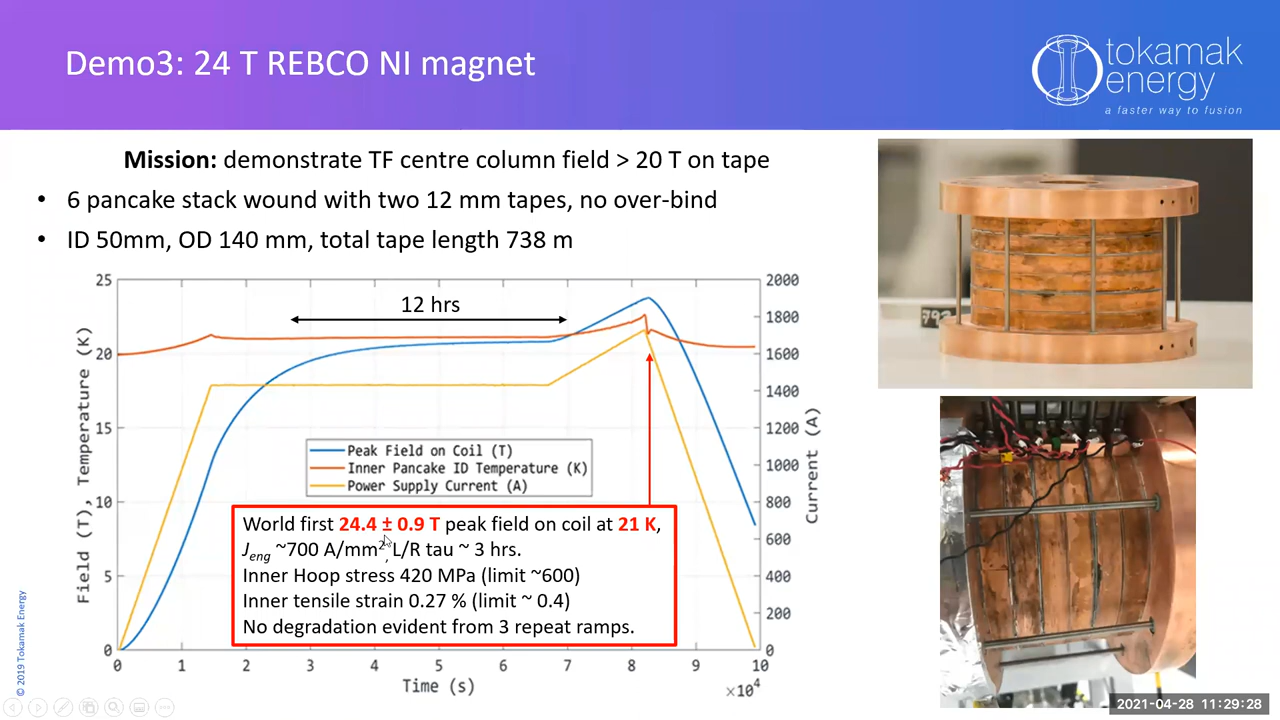 Demo3: 24 T REBCO NI magnet
tokamak
energy
a faster way to fusion
Mission: demonstrate TF centre column field > 20 T on tape
• 6 pancake stack wound with two 12 mm tapes, no over-bind
• ID 50mm, OD 140 mm, total tape length 738 m
25
20
15
10
5
0
Field (T), Temperature (K)
12 hrs
2000
1800
1600
1400
1200
1000
800
600
400
200
0
Current (A)
Peak Field on Coil (T)
Inner Pancake ID Temperature (K)
Power Supply Current (A)
World first 24.4 ± 0.9 T peak field on coil at 21 K,
Jeng ~700 A/mm², L/R tau ~ 3 hrs.
Inner Hoop stress 420 MPa (limit ~600)
Inner tensile strain 0.27 % (limit ~ 0.4)
No degradation evident from 3 repeat ramps.
0 1 2 3 4 5 6 7 8 9 10
Time (s)
×10⁴
792
© 2019 Tokamak Energy
2021-04-28 11:29:28